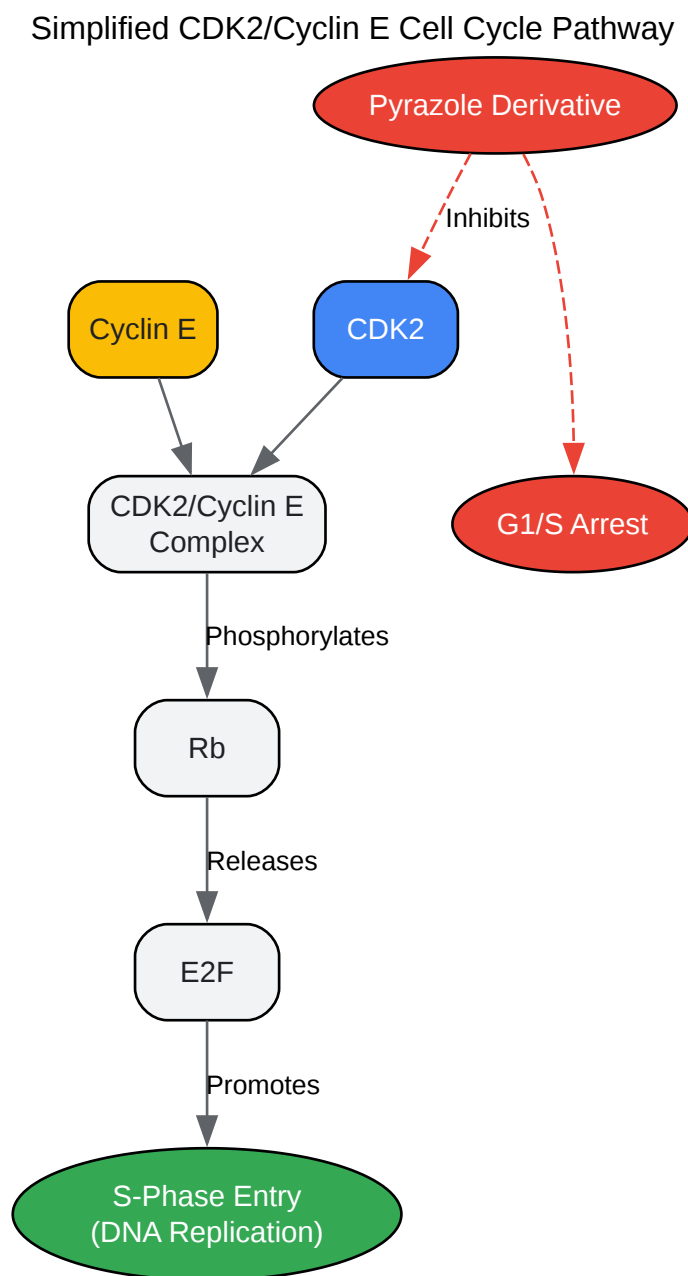 Simplified CDK2/Cyclin E Cell Cycle Pathway
Pyrazole Derivative
Inhibits
Cyclin E
CDK2
CDK2/Cyclin E
Complex
G1/S Arrest
Phosphorylates
Rb
Releases
E2F
Promotes
S-Phase Entry
(DNA Replication)